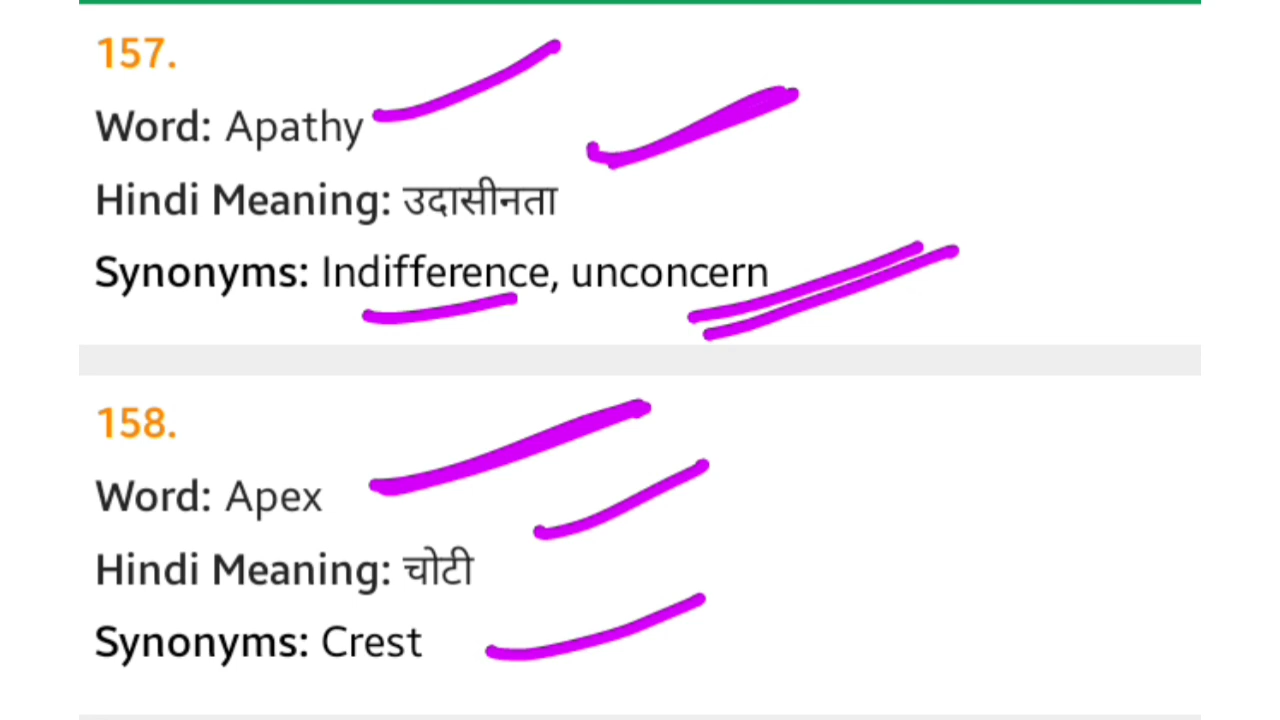 157.
Word: Apathy
Hindi Meaning: उदासीनता
Synonyms: Indifference, unconcern
158.
Word: Apex
Hindi Meaning: चोटी
Synonyms: Crest